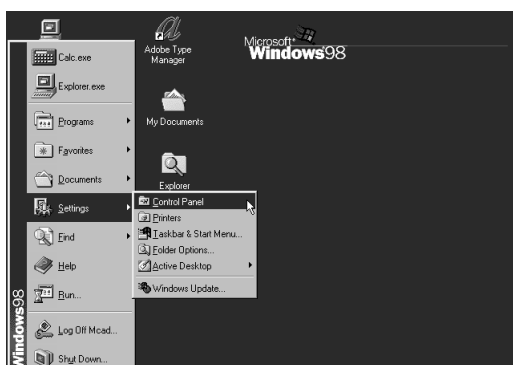 Adobe Type
Manager
Microsoft
Windows98
Calc.exe
Explorer.exe
My Documents
Programs
Favorites
Documents
Explorer
Settings
Control Panel
Printers
Taskbar & Start Menu...
Folder Options...
Active Desktop
Windows Update...
Find
Help
Run...
Log Off Mcad...
Shut Down...
Windows98